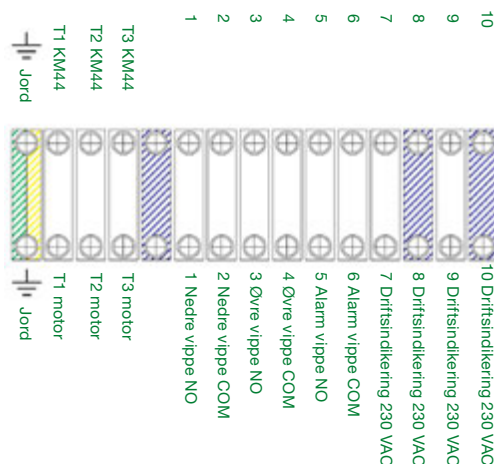 Jord
T1 KM44
T2 KM44
T3 KM44
1
2
3
4
5
6
7
8
9
10
Jord
T1 motor
T2 motor
T3 motor
1 Nedre vippe NO
2 Nedre vippe COM
3 Øvre vippe NO
4 Øvre vippe COM
5 Alarm vippe NO
6 Alarm vippe COM
7 Driftsindikering 230 VAC
8 Driftsindikering 230 VAC
9 Driftsindikering 230 VAC
10 Driftsindikering 230 VAC